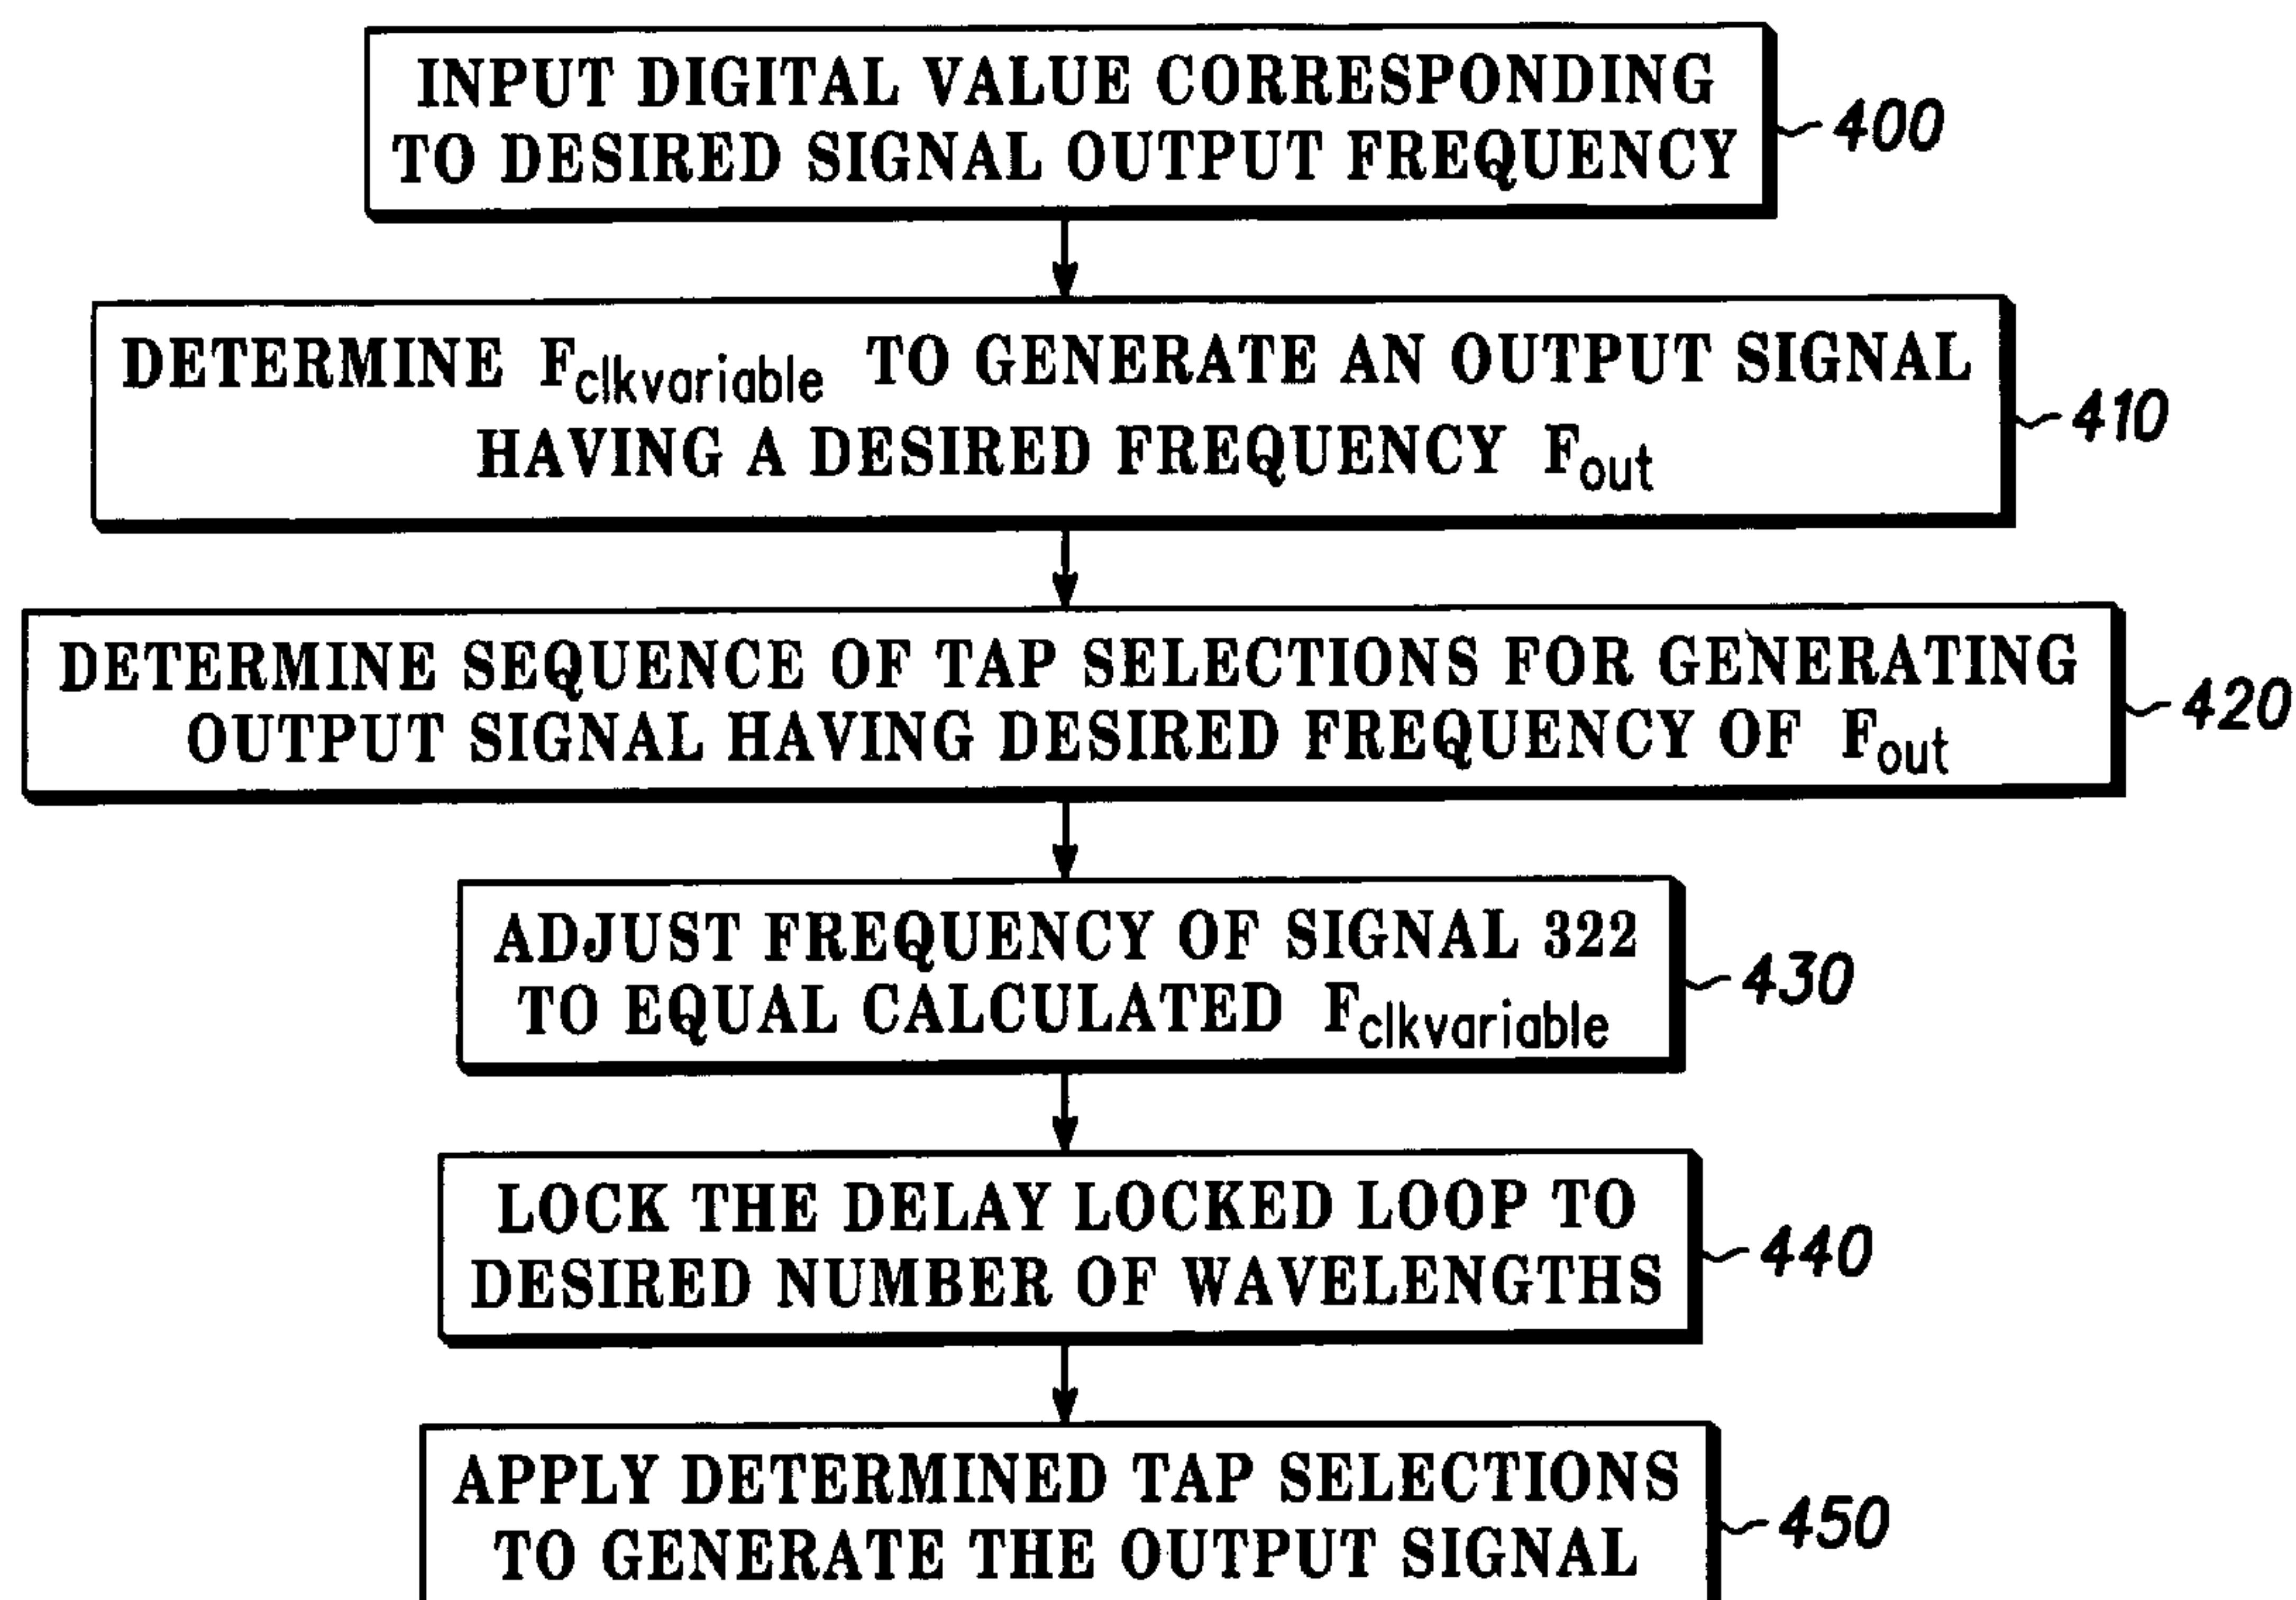 INPUT DIGITAL VALUE CORRESPONDING
TO DESIRED SIGNAL OUTPUT FREQUENCY
400
DETERMINE Fclkvariable TO GENERATE AN OUTPUT SIGNAL
HAVING A DESIRED FREQUENCY Fout
410
DETERMINE SEQUENCE OF TAP SELECTIONS FOR GENERATING
OUTPUT SIGNAL HAVING DESIRED FREQUENCY OF Fout
420
ADJUST FREQUENCY OF SIGNAL 322
TO EQUAL CALCULATED Fclkvariable
430
LOCK THE DELAY LOCKED LOOP TO
DESIRED NUMBER OF WAVELENGTHS
440
APPLY DETERMINED TAP SELECTIONS
TO GENERATE THE OUTPUT SIGNAL
450